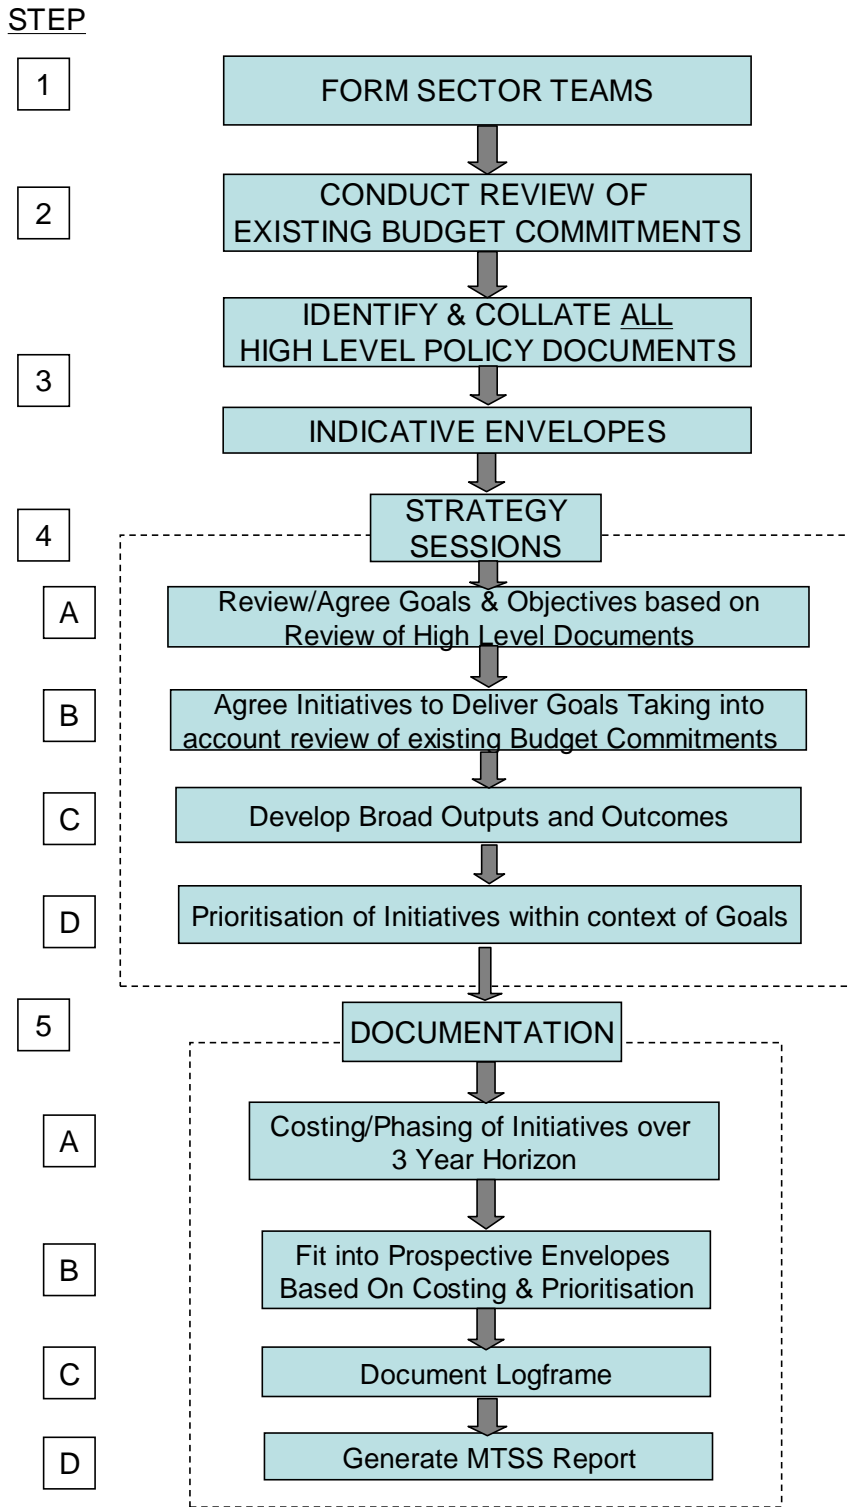 STEP
1
FORM SECTOR TEAMS
2
CONDUCT REVIEW OF
EXISTING BUDGET COMMITMENTS
3
IDENTIFY & COLLATE ALL
HIGH LEVEL POLICY DOCUMENTS
INDICATIVE ENVELOPES
4
STRATEGY
SESSIONS
A
Review/Agree Goals & Objectives based on
Review of High Level Documents
B
Agree Initiatives to Deliver Goals Taking into
account review of existing Budget Commitments
C
Develop Broad Outputs and Outcomes
D
Prioritisation of Initiatives within context of Goals
5
DOCUMENTATION
A
Costing/Phasing of Initiatives over
3 Year Horizon
B
Fit into Prospective Envelopes
Based On Costing & Prioritisation
C
Document Logframe
D
Generate MTSS Report